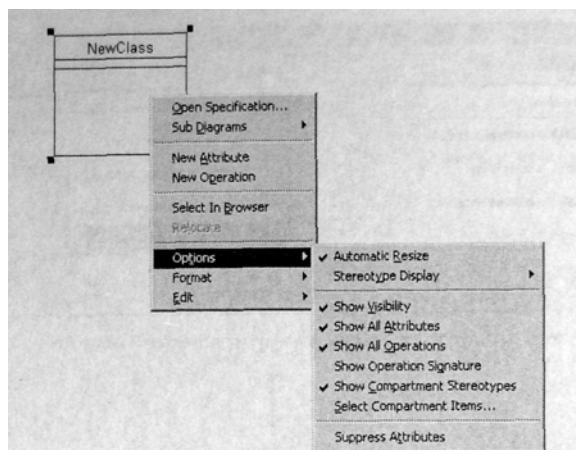 NewClass
Open Specification...
Sub Diagrams
New Attribute
New Operation
Select In Browser
Relocate
Options
Format
Edit
Automatic Resize
Stereotype Display
Show Visibility
Show All Attributes
Show All Operations
Show Operation Signature
Show Compartment Stereotypes
Select Compartment Items...
Suppress Attributes